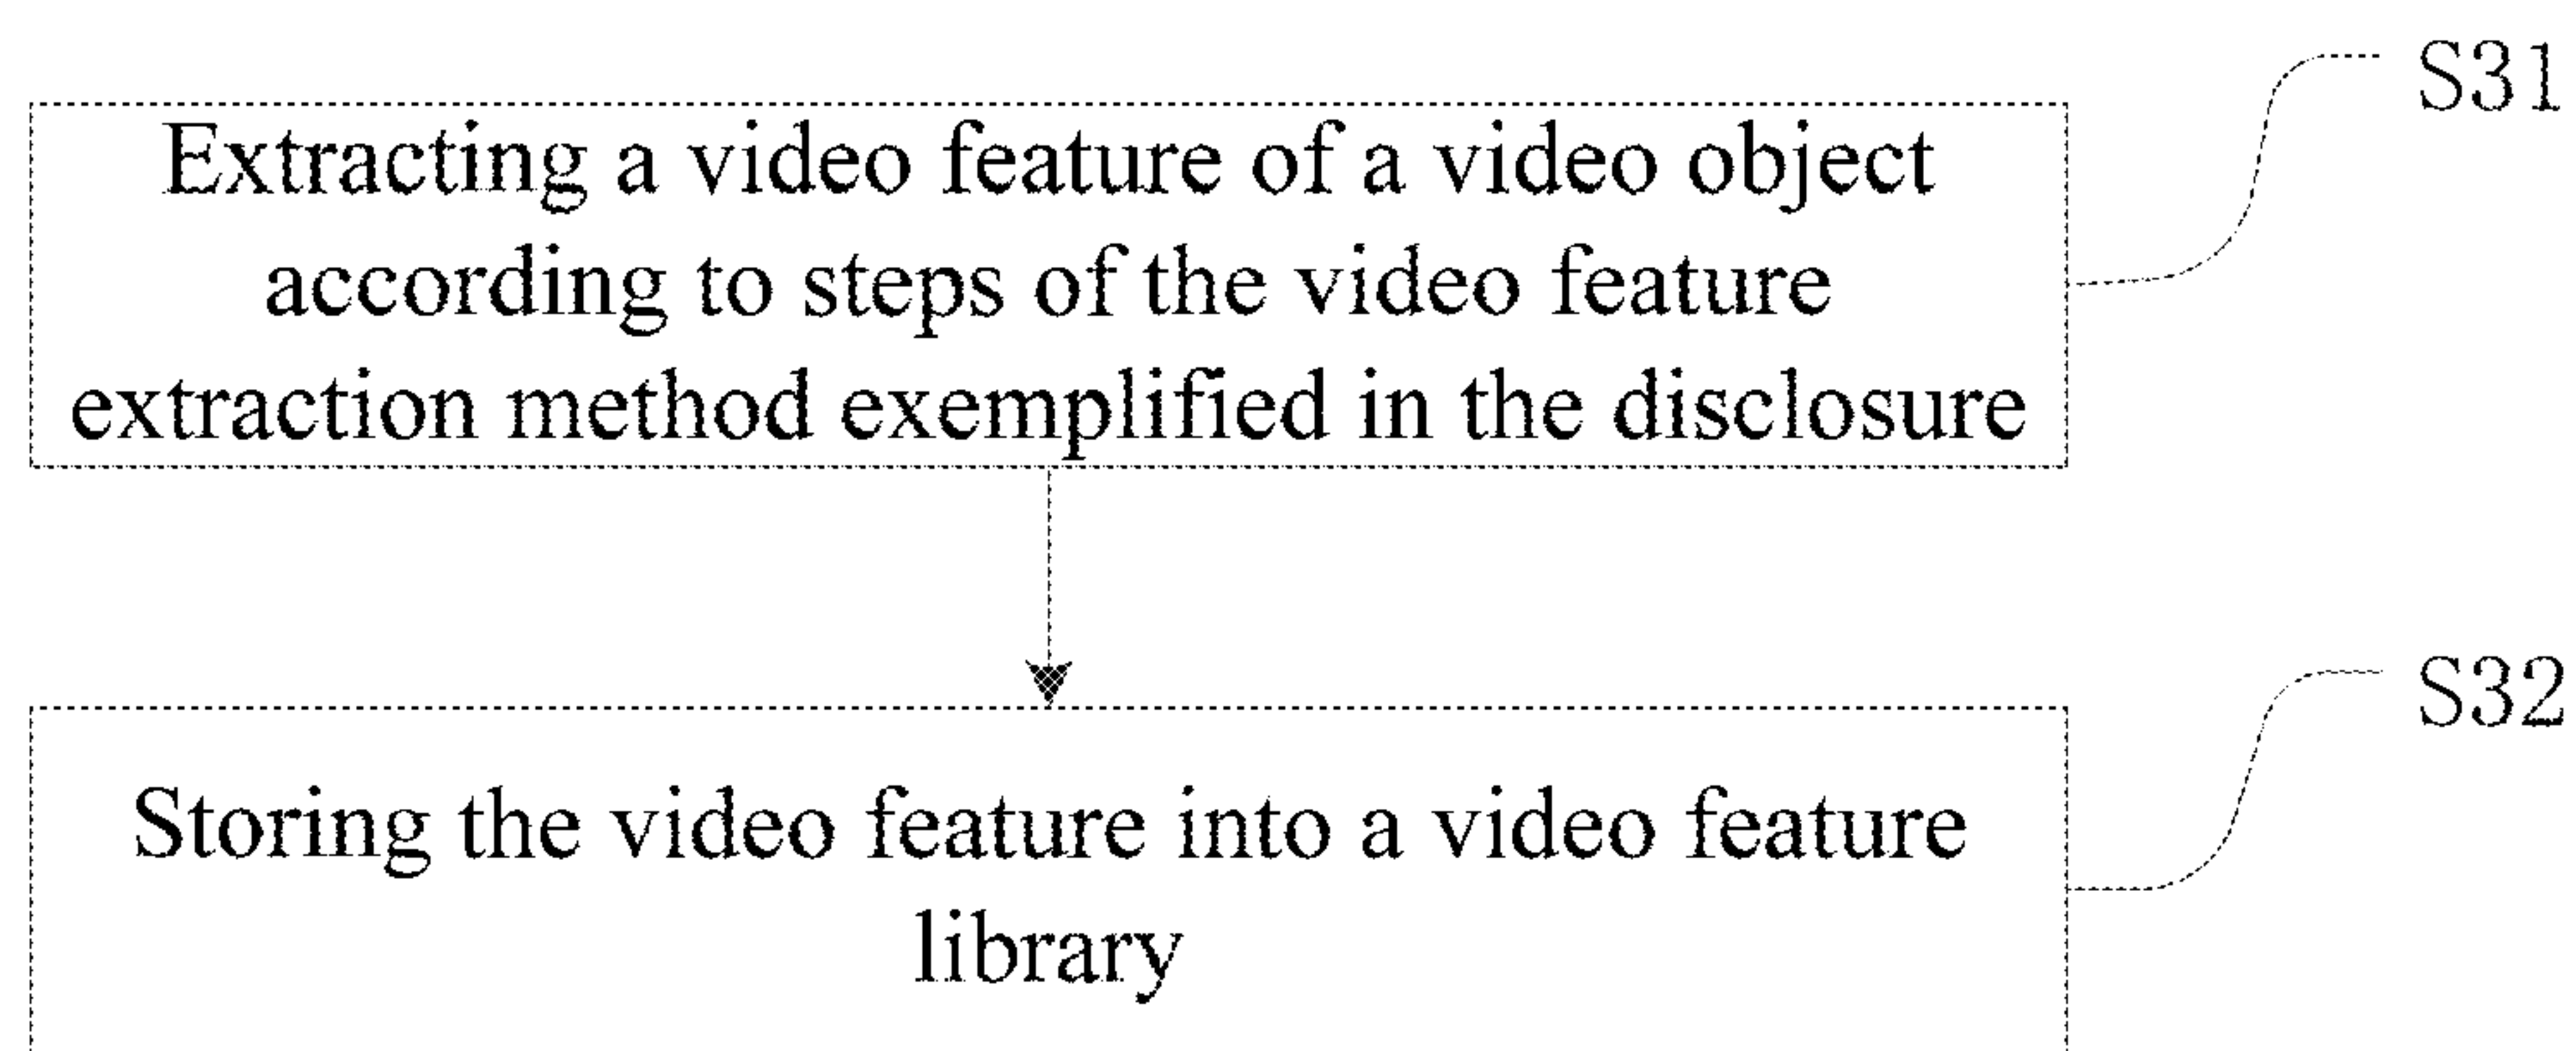 S31
Extracting a video feature of a video object
according to steps of the video feature
extraction method exemplified in the disclosure
S32
Storing the video feature into a video feature
library